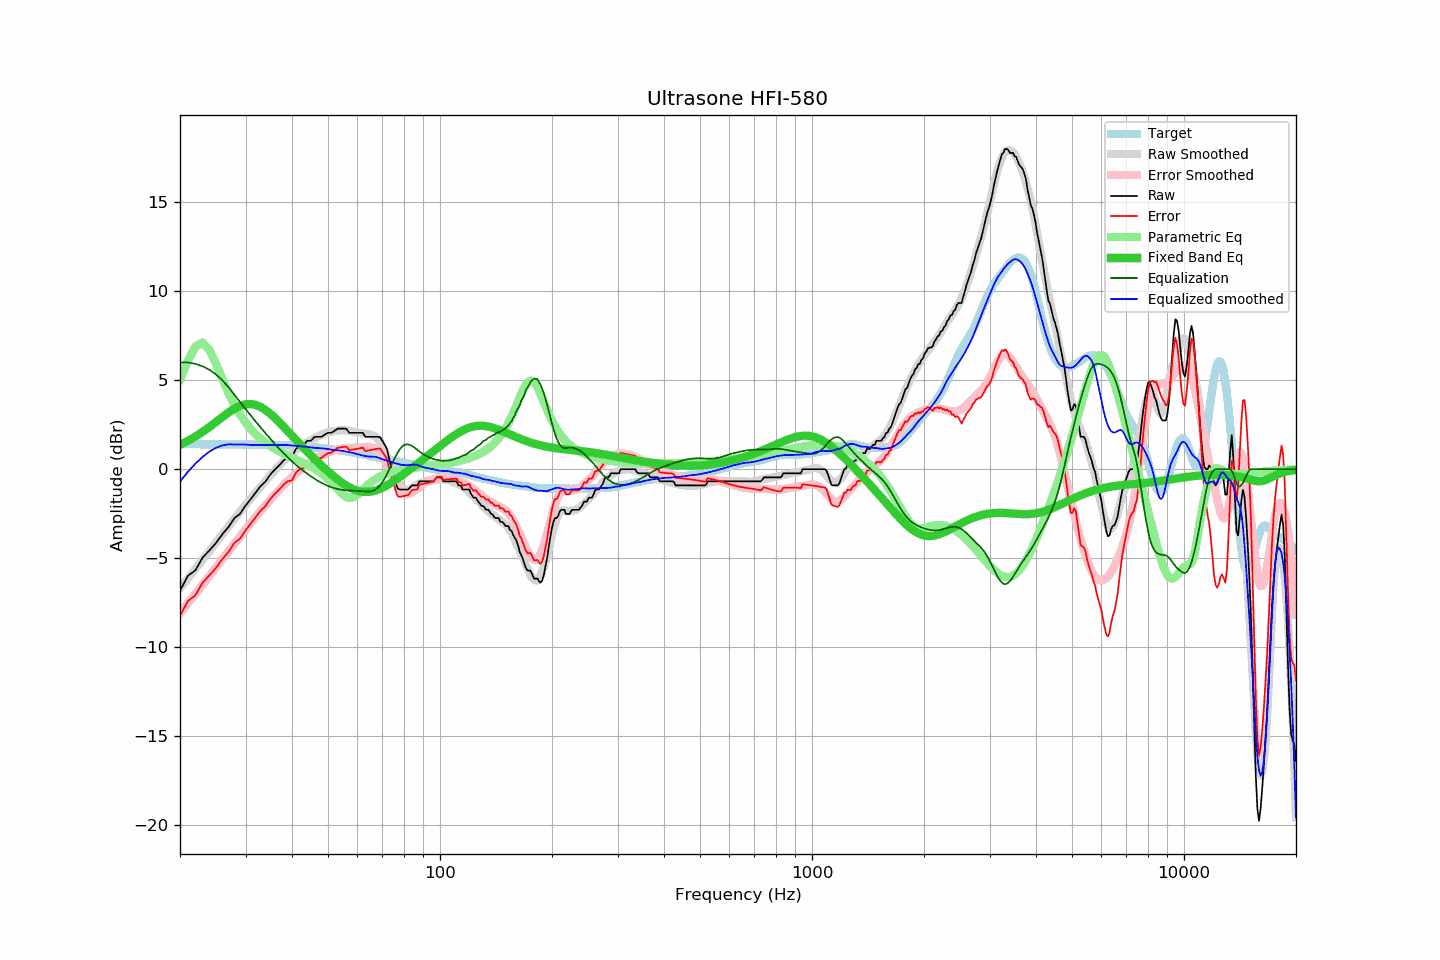 Ultrasone HFI-580
Target
Raw Smoothed
Error Smoothed
Raw
Error
Parametric Eq
Fixed Band Eq
Equalization
Equalized smoothed
15
10
5
0
−5
−10
−15
−20
Amplitude (dBr)
100
1000
10000
Frequency (Hz)